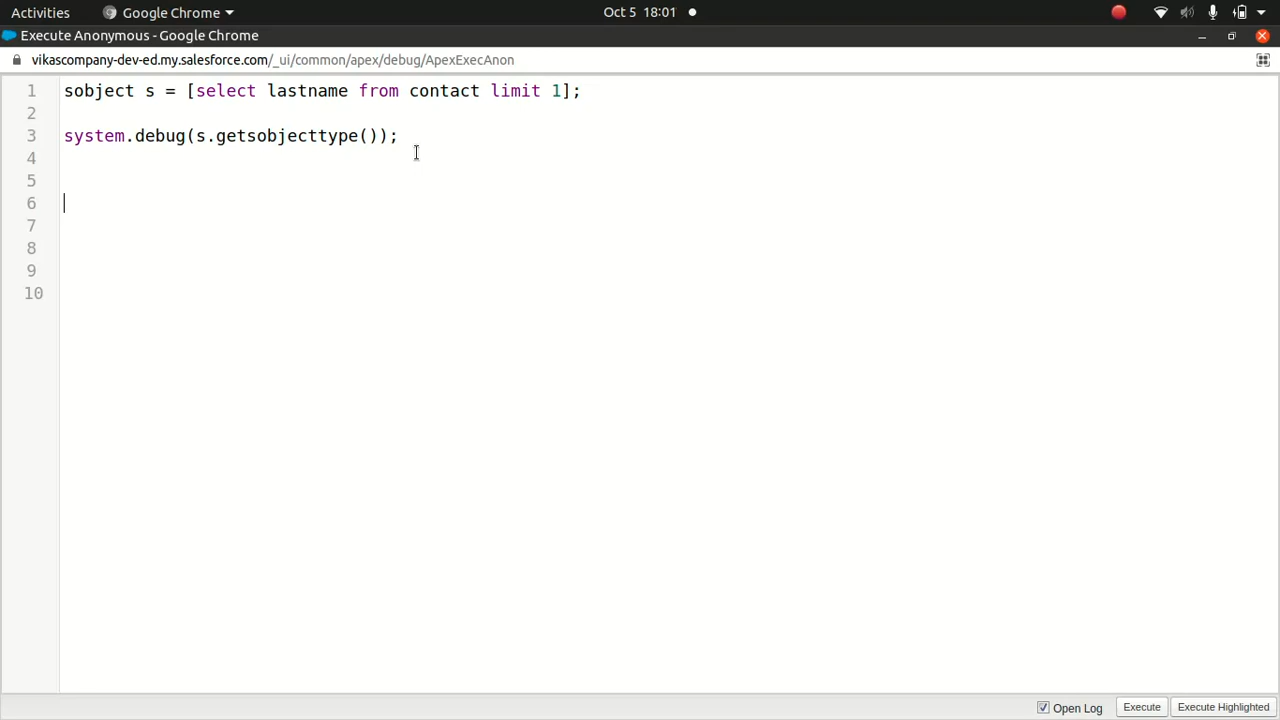 Activities Google Chrome Oct 5 18:01
Execute Anonymous - Google Chrome
vikascompany-dev-ed.my.salesforce.com/_ui/common/apex/debug/ApexExecAnon
1 sobject s = [select lastname from contact limit 1];
2
3 system.debug(s.getsobjecttype());
4
5
6
7
8
9
10
Open Log Execute Execute Highlighted